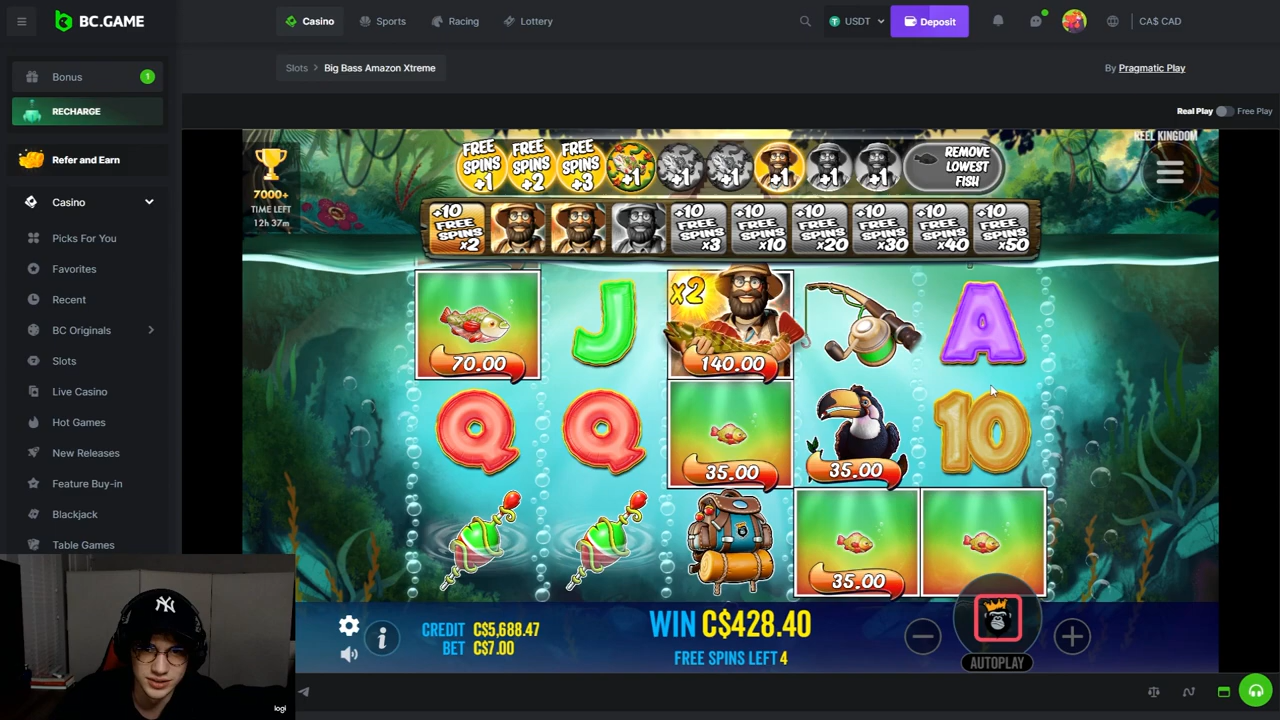 BC.GAME
Casino
Sports
Racing
Lottery
USDT
Deposit
CA$ CAD
Bonus
1
RECHARGE
Refer and Earn
Casino
Picks For You
Favorites
Recent
BC Originals
Slots
Live Casino
Hot Games
New Releases
Feature Buy-in
Blackjack
Table Games
Slots > Big Bass Amazon Xtreme
By Pragmatic Play
Real Play Free Play
REEL KINGDOM
7000+
TIME LEFT
12h 37m
FREE SPINS +1
FREE SPINS +2
FREE SPINS +3
+1
+1
+1
+1
+1
+1
REMOVE LOWEST FISH
+10 FREE SPINS x2
+10 FREE SPINS x3
+10 FREE SPINS x10
+10 FREE SPINS x20
+10 FREE SPINS x30
+10 FREE SPINS x40
+10 FREE SPINS x50
70.00
J
x2
140.00
A
Q
Q
35.00
35.00
10
35.00
CREDIT C$5,688.47
BET C$7.00
WIN C$428.40
FREE SPINS LEFT 4
AUTOPLAY
NY
logi